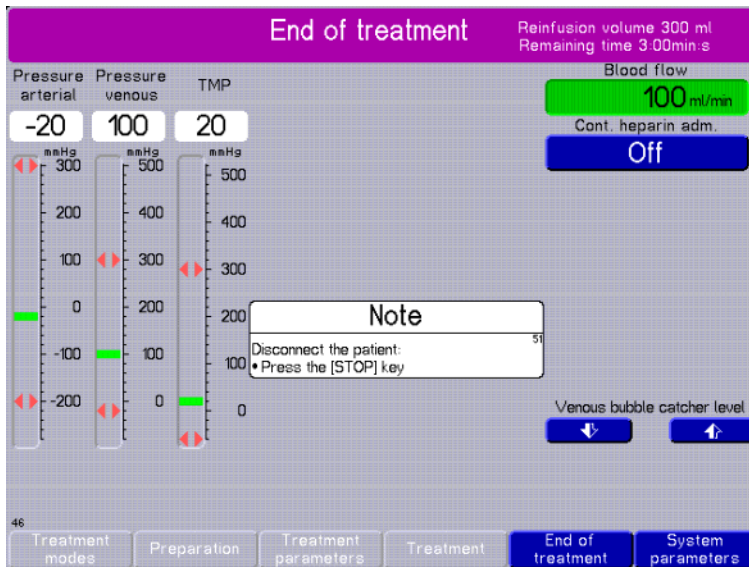 End of treatment
Reinfusion volume 300 ml
Remaining time 3:00min:s
Pressure arterial
Pressure venous
TMP
Blood flow
100 ml/min
-20
100
20
Cont. heparin adm.
Off
mmHg
mmHg
mmHg
300
200
100
0
-100
-200
500
400
300
200
100
0
500
400
300
200
100
0
Note
51
Disconnect the patient:
• Press the [STOP] key
Venous bubble catcher level
46
Treatment modes
Preparation
Treatment parameters
Treatment
End of treatment
System parameters